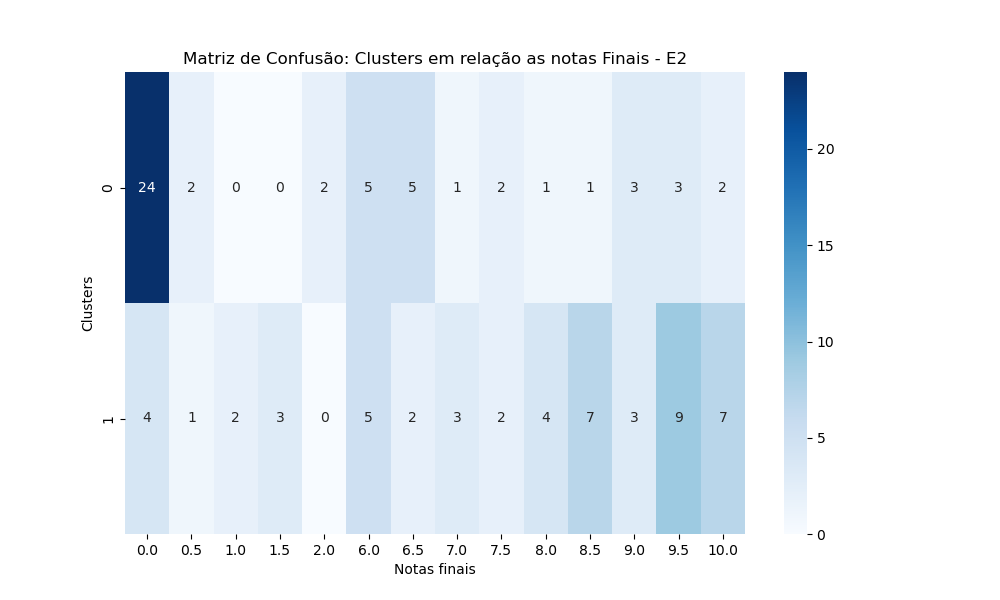 Matriz de Confusão: Clusters em relação as notas Finais - E2
Clusters
0
24 2 0 0 2 5 5 1 2 1 1 3 3 2
1
4 1 2 3 0 5 2 3 2 4 7 3 9 7
0.0 0.5 1.0 1.5 2.0 6.0 6.5 7.0 7.5 8.0 8.5 9.0 9.5 10.0
Notas finais
20
15
10
5
0